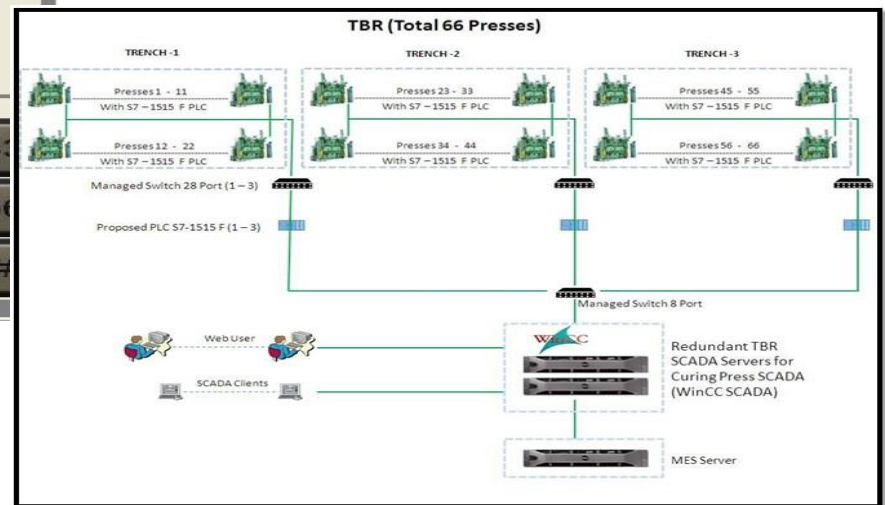 TBR (Total 66 Presses)
TRENCH -1
TRENCH -2
TRENCH -3
Presses 1 - 11
With S7 – 1515 F PLC
Presses 12 - 22
With S7 – 1515 F PLC
Presses 23 - 33
With S7 – 1515 F PLC
Presses 34 - 44
With S7 – 1515 F PLC
Presses 45 - 55
With S7 – 1515 F PLC
Presses 56 - 66
With S7 – 1515 F PLC
Managed Switch 28 Port (1 – 3)
Proposed PLC S7-1515 F (1 – 3)
Managed Switch 8 Port
Web User
SCADA Clients
WinCC
Redundant TBR
SCADA Servers for
Curing Press SCADA
(WinCC SCADA)
MES Server